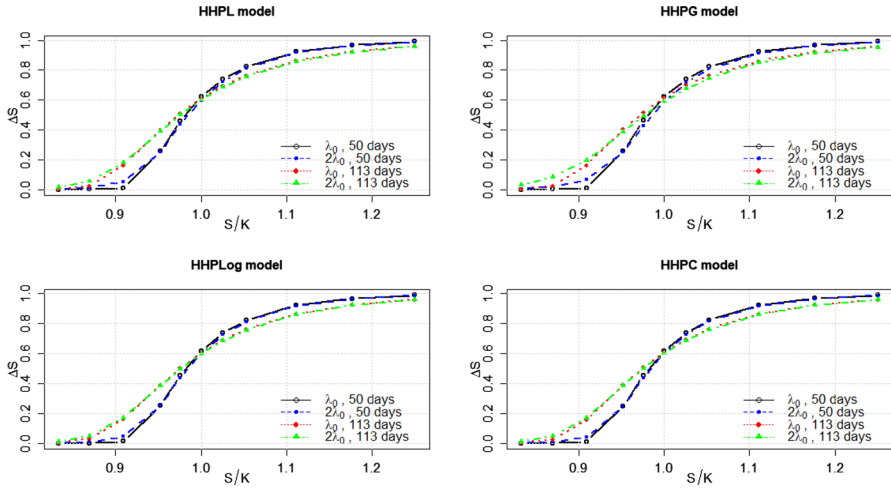 HHPL model
ΔS
0.0 0.2 0.4 0.6 0.8 1.0
λ₀ , 50 days
2λ₀ , 50 days
λ₀ , 113 days
2λ₀ , 113 days
0.9 1.0 1.1 1.2
S/K
HHPG model
ΔS
0.0 0.2 0.4 0.6 0.8 1.0
λ₀ , 50 days
2λ₀ , 50 days
λ₀ , 113 days
2λ₀ , 113 days
0.9 1.0 1.1 1.2
S/K
HHPLog model
ΔS
0.0 0.2 0.4 0.6 0.8 1.0
λ₀ , 50 days
2λ₀ , 50 days
λ₀ , 113 days
2λ₀ , 113 days
0.9 1.0 1.1 1.2
S/K
HHPC model
ΔS
0.0 0.2 0.4 0.6 0.8 1.0
λ₀ , 50 days
2λ₀ , 50 days
λ₀ , 113 days
2λ₀ , 113 days
0.9 1.0 1.1 1.2
S/K